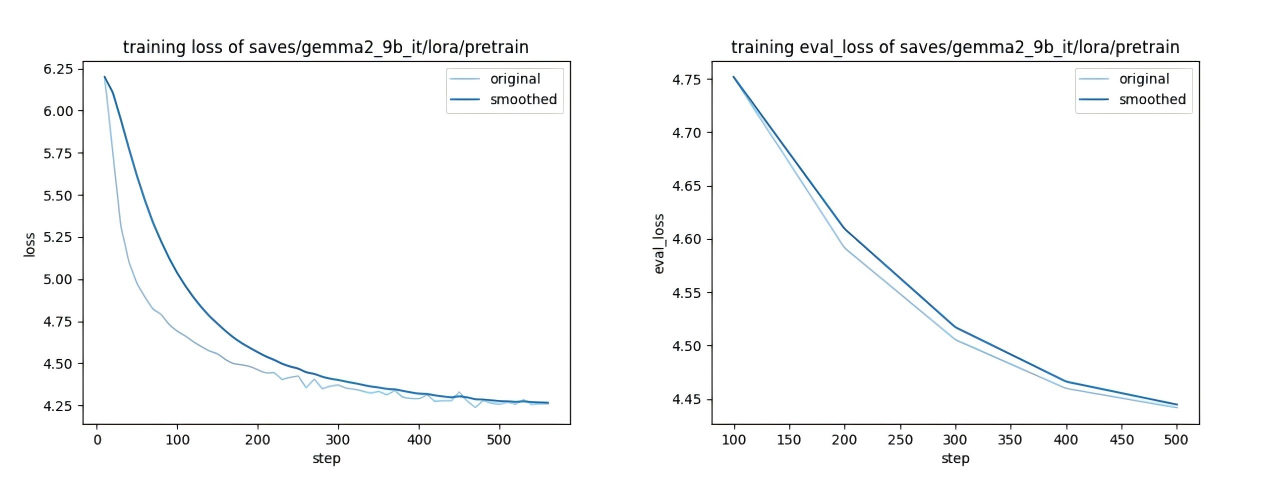 training loss of saves/gemma2_9b_it/lora/pretrain
original
smoothed
6.25
6.00
5.75
5.50
5.25
5.00
4.75
4.50
4.25
loss
0 100 200 300 400 500
step
training eval_loss of saves/gemma2_9b_it/lora/pretrain
original
smoothed
4.75
4.70
4.65
4.60
4.55
4.50
4.45
eval_loss
100 150 200 250 300 350 400 450 500
step